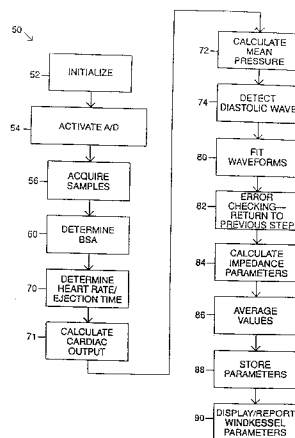 50
52
INITIALIZE
54
ACTIVATE A/D
56
ACQUIRE
SAMPLES
60
DETERMINE
BSA
70
DETERMINE
HEART RATE/
EJECTION TIME
71
CALCULATE
CARDIAC
OUTPUT
72
CALCULATE
MEAN
PRESSURE
74
DETECT
DIASTOLIC WAVE
80
FIT
WAVEFORMS
82
ERROR
CHECKING—
RETURN TO
PREVIOUS STEP
84
CALCULATE
IMPEDANCE
PARAMETERS
86
AVERAGE
VALUES
88
STORE
PARAMETERS
90
DISPLAY/REPORT
WINDKESSEL
PARAMETERS